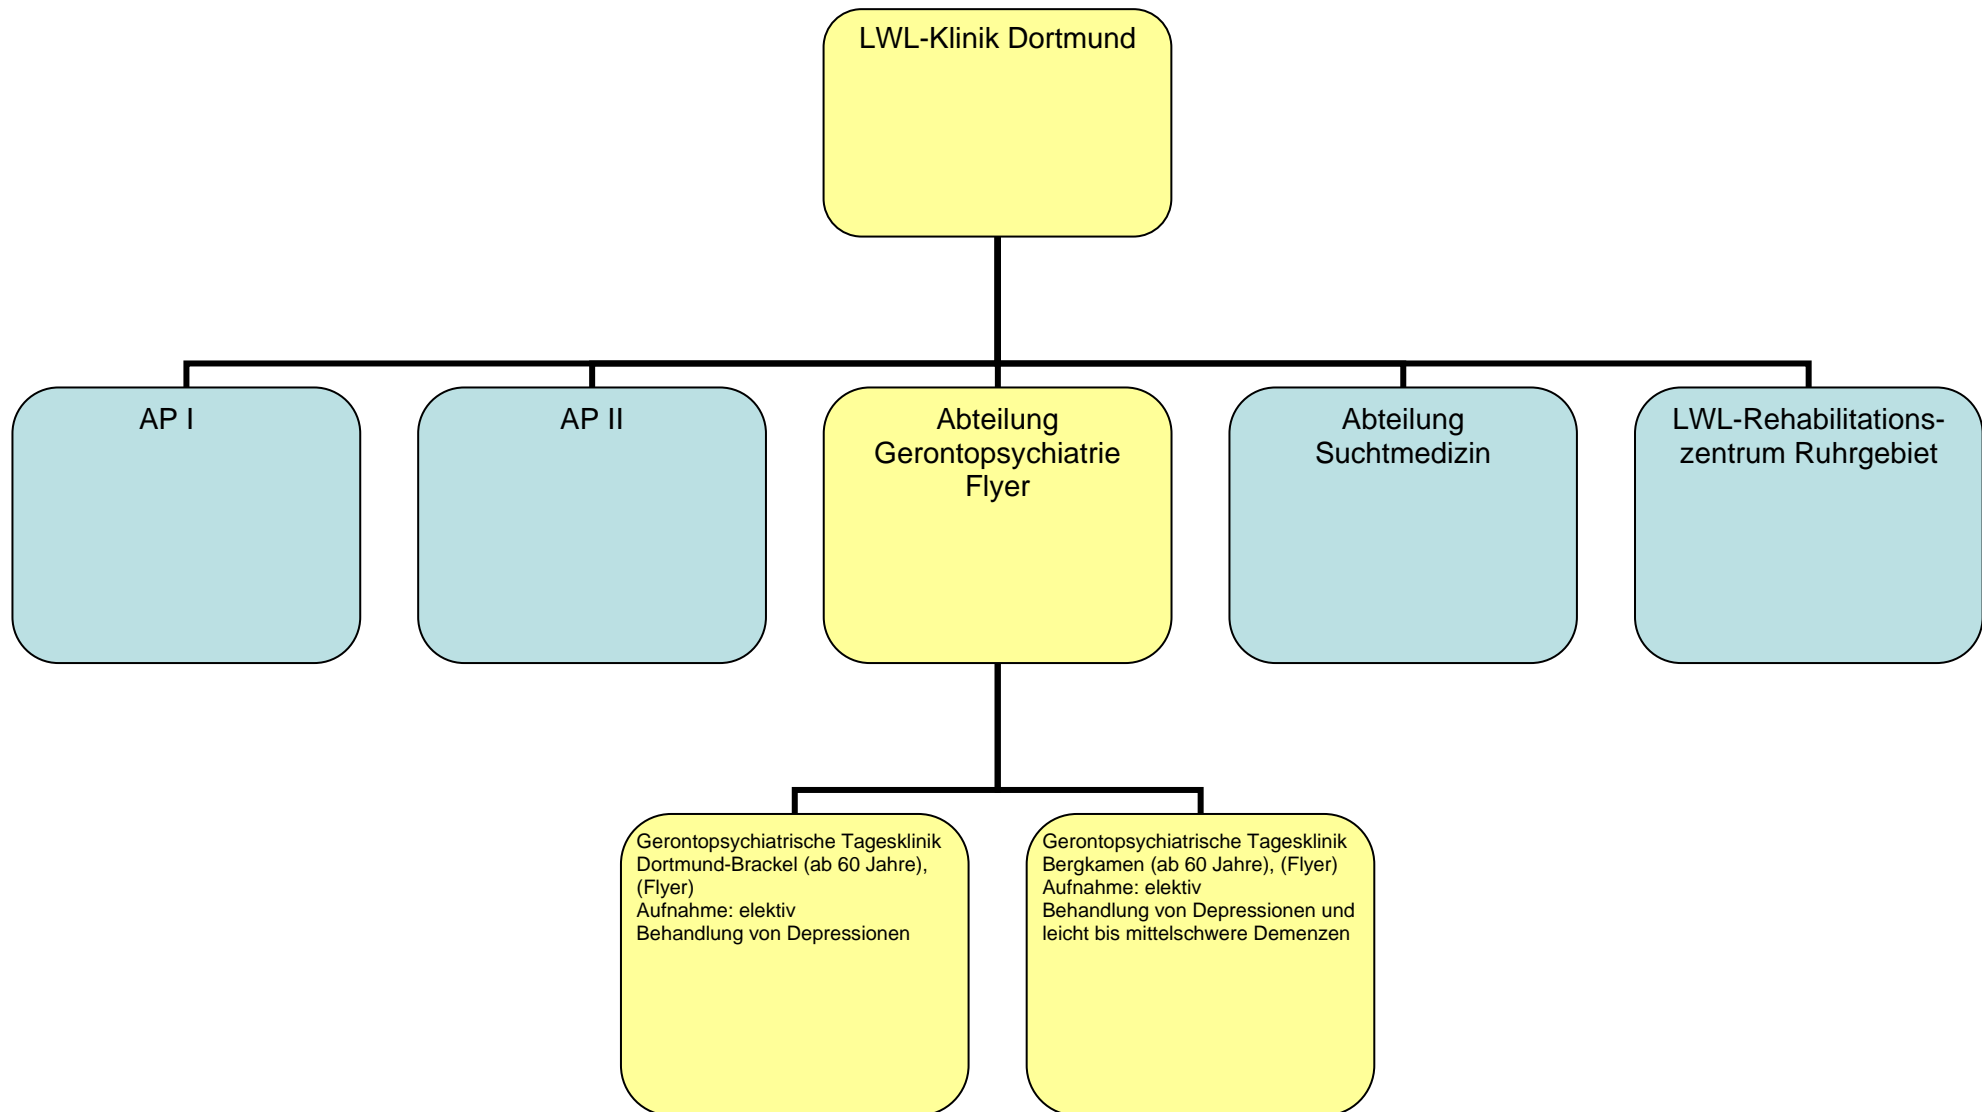 LWL-Klinik Dortmund
AP I
AP II
Abteilung
Gerontopsychiatrie
Flyer
Abteilung
Suchtmedizin
LWL-Rehabilitations-
zentrum Ruhrgebiet
Gerontopsychiatrische Tagesklinik
Dortmund-Brackel (ab 60 Jahre),
(Flyer)
Aufnahme: elektiv
Behandlung von Depressionen
Gerontopsychiatrische Tagesklinik
Bergkamen (ab 60 Jahre), (Flyer)
Aufnahme: elektiv
Behandlung von Depressionen und
leicht bis mittelschwere Demenzen